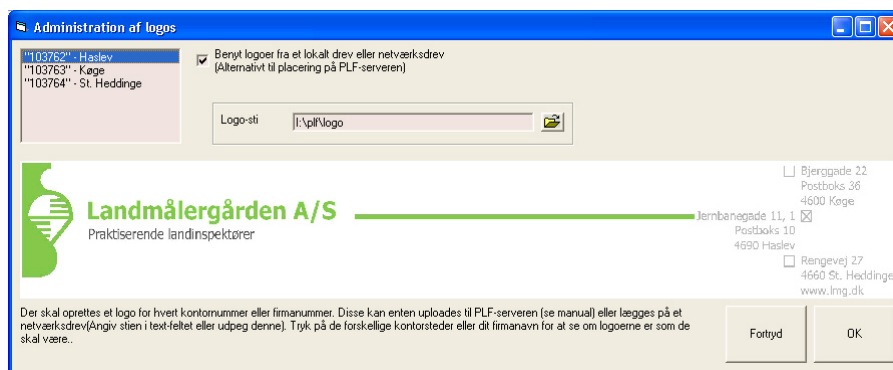 Administration af logos
"103762" - Haslev
"103763" - Køge
"103764" - St. Heddinge
Benyt logoer fra et lokalt drev eller netværksdrev
(Alternativt til placering på PLF-serveren)
Logo-sti
I:\plf\logo
Landmålergården A/S
Praktiserende landinspektører
Bjerggade 22
Postboks 36
4600 Køge
Jernbanegade 11, 1
Postboks 10
4690 Haslev
Rengevej 27
4660 St. Heddinge
www.lmg.dk
Der skal oprettes et logo for hvert kontornummer eller firmanummer. Disse kan enten uploades til PLF-serveren (se manual) eller lægges på et
netværksdrev(Angiv stien i text-feltet eller udpeg denne). Tryk på de forskellige kontorsteder eller dit firmanavn for at se om logoerne er som de
skal være..
Fortryd
OK